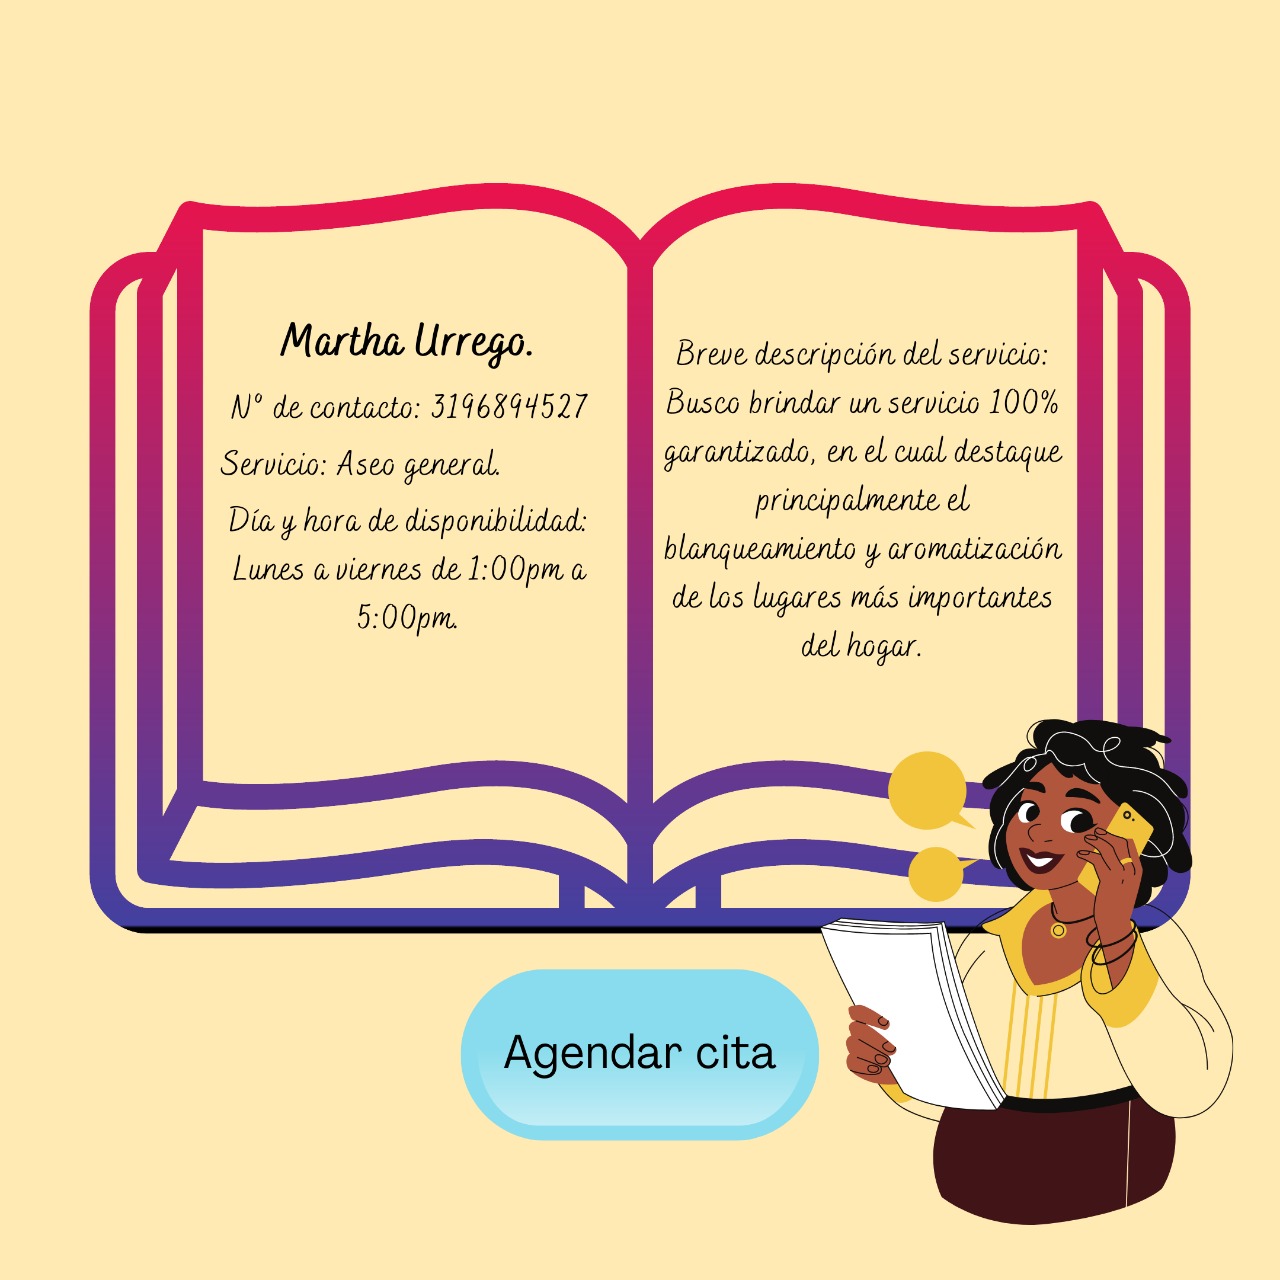 Martha Urrego.
N° de contacto: 3196894527
Servicio: Aseo general.
Día y hora de disponibilidad:
Lunes a viernes de 1:00pm a
5:00pm.
Breve descripción del servicio:
Busco brindar un servicio 100%
garantizado, en el cual destaque
principalmente el
blanqueamiento y aromatización
de los lugares más importantes
del hogar.
Agendar cita